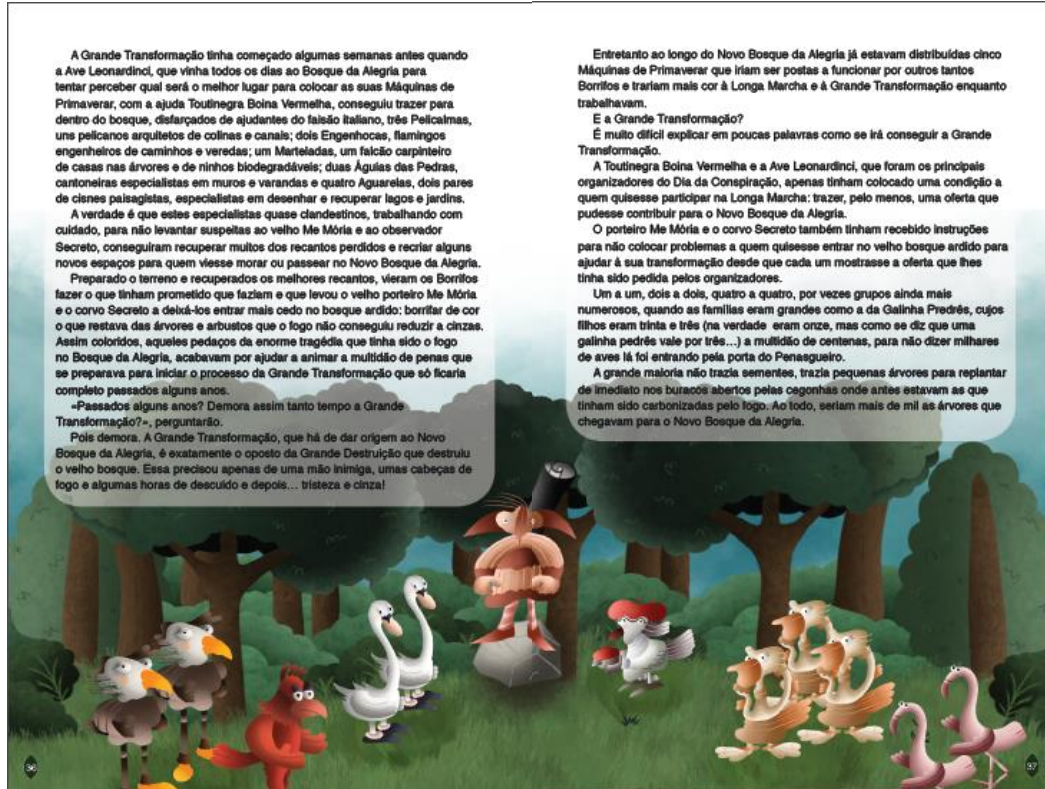 A Grande Transformação tinha começado algumas semanas antes quando
a Ave Leonardinci, que vinha todos os dias ao Bosque da Alegria para
tentar perceber qual será o melhor lugar para colocar as suas Máquinas de
Primaverar, com a ajuda Toutinegra Boina Vermelha, conseguiu trazer para
dentro do bosque, disfarçados de ajudantes do faisão italiano, três Pelicalmas,
uns pelicanos arquitetos de colinas e canais; dois Engenhocas, flamingos
engenheiros de caminhos e veredas; um Marteladas, um falcão carpinteiro
de casas nas árvores e de ninhos biodegradáveis; duas Águias das Pedras,
cantoneiras especialistas em muros e varandas e quatro Aguarelas, dois pares
de cisnes paisagistas, especialistas em desenhar e recuperar lagos e jardins.
A verdade é que estes especialistas quase clandestinos, trabalhando com
cuidado, para não levantar suspeitas ao velho Me Mória e ao observador
Secreto, conseguiram recuperar muitos dos recantos perdidos e recriar alguns
novos espaços para quem viesse morar ou passear no Novo Bosque da Alegria.
Preparado o terreno e recuperados os melhores recantos, vieram os Borrifos
fazer o que tinham prometido que faziam e que levou o velho porteiro Me Mória
e o corvo Secreto a deixá-los entrar mais cedo no bosque ardido: borrifar de cor
o que restava das árvores e arbustos que o fogo não conseguiu reduzir a cinzas.
Assim coloridos, aqueles pedaços da enorme tragédia que tinha sido o fogo
no Bosque da Alegria, acabavam por ajudar a animar a multidão de penas que
se preparava para iniciar o processo da Grande Transformação que só ficaria
completo passados alguns anos.
«Passados alguns anos? Demora assim tanto tempo a Grande
Transformação?», perguntarão.
Pois demora. A Grande Transformação, que há de dar origem ao Novo
Bosque da Alegria, é exatamente o oposto da Grande Destruição que destruiu
o velho bosque. Essa precisou apenas de uma mão inimiga, umas cabeças de
fogo e algumas horas de descuido e depois… tristeza e cinza!
36
Entretanto ao longo do Novo Bosque da Alegria já estavam distribuídas cinco
Máquinas de Primaverar que iriam ser postas a funcionar por outros tantos
Borrifos e trariam mais cor à Longa Marcha e à Grande Transformação enquanto
trabalhavam.
E a Grande Transformação?
É muito difícil explicar em poucas palavras como se irá conseguir a Grande
Transformação.
A Toutinegra Boina Vermelha e a Ave Leonardinci, que foram os principais
organizadores do Dia da Conspiração, apenas tinham colocado uma condição a
quem quisesse participar na Longa Marcha: trazer, pelo menos, uma oferta que
pudesse contribuir para o Novo Bosque da Alegria.
O porteiro Me Mória e o corvo Secreto também tinham recebido instruções
para não colocar problemas a quem quisesse entrar no velho bosque ardido para
ajudar à sua transformação desde que cada um mostrasse a oferta que lhes
tinha sido pedida pelos organizadores.
Um a um, dois a dois, quatro a quatro, por vezes grupos ainda mais
numerosos, quando as famílias eram grandes como a da Galinha Predrês, cujos
filhos eram trinta e três (na verdade eram onze, mas como se diz que uma
galinha pedrês vale por três…) a multidão de centenas, para não dizer milhares
de aves lá foi entrando pela porta do Penasgueiro.
A grande maioria não trazia sementes, trazia pequenas árvores para replantar
de imediato nos buracos abertos pelas cegonhas onde antes estavam as que
tinham sido carbonizadas pelo fogo. Ao todo, seriam mais de mil as árvores que
chegavam para o Novo Bosque da Alegria.
37